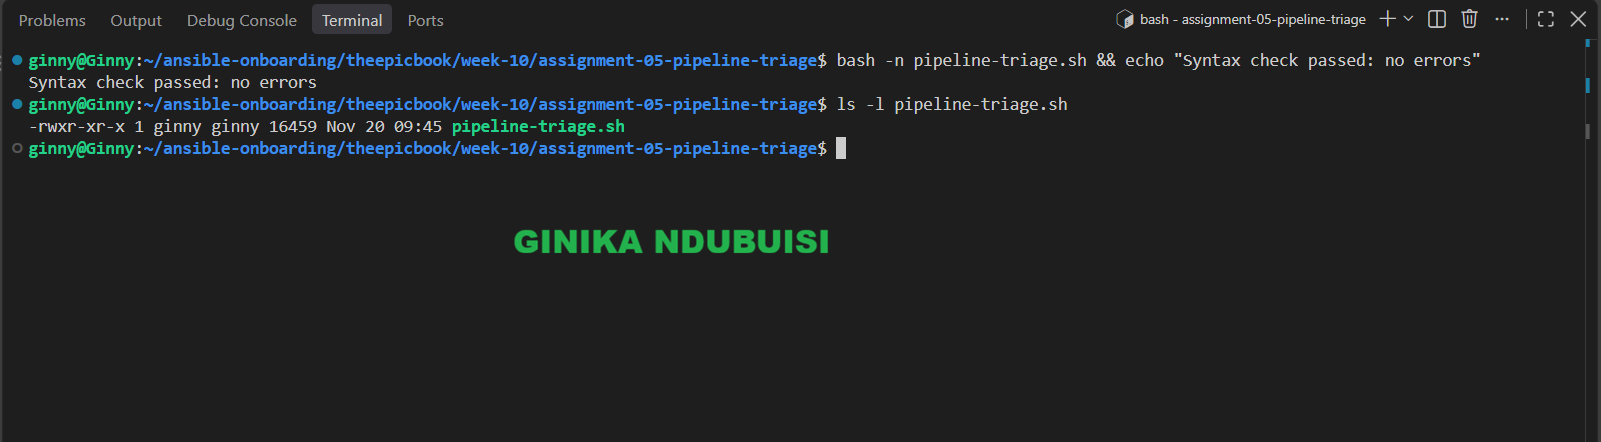 Problems Output Debug Console Terminal Ports bash - assignment-05-pipeline-triage
ginny@Ginny:~/ansible-onboarding/theepicbook/week-10/assignment-05-pipeline-triage$ bash -n pipeline-triage.sh && echo "Syntax check passed: no errors"
Syntax check passed: no errors
ginny@Ginny:~/ansible-onboarding/theepicbook/week-10/assignment-05-pipeline-triage$ ls -l pipeline-triage.sh
-rwxr-xr-x 1 ginny ginny 16459 Nov 20 09:45 pipeline-triage.sh
ginny@Ginny:~/ansible-onboarding/theepicbook/week-10/assignment-05-pipeline-triage$
GINIKA NDUBUISI